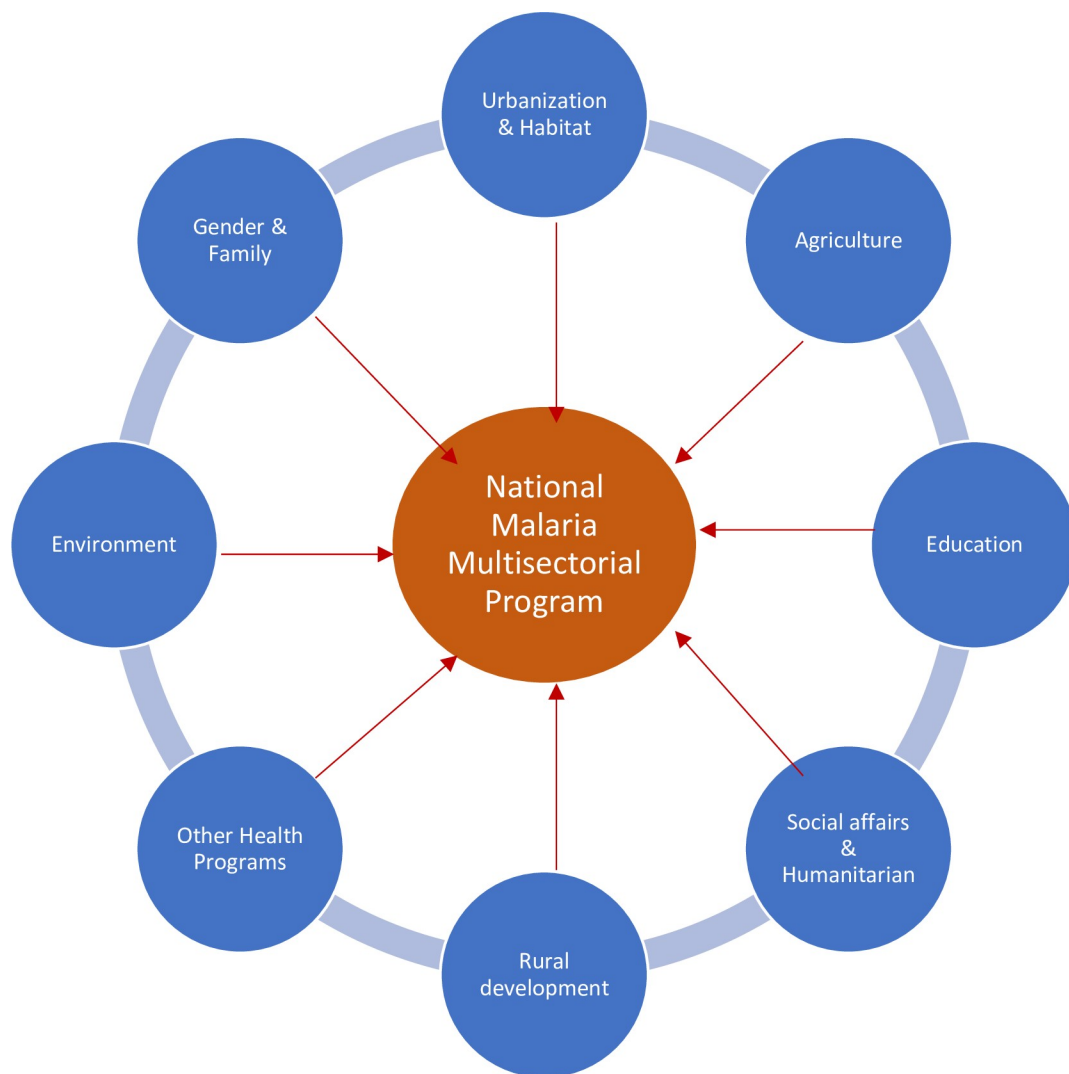 Urbanization
& Habitat
Gender &
Family
Agriculture
National
Malaria
Multisectorial
Program
Environment
Education
Other Health
Programs
Social affairs
&
Humanitarian
Rural
development